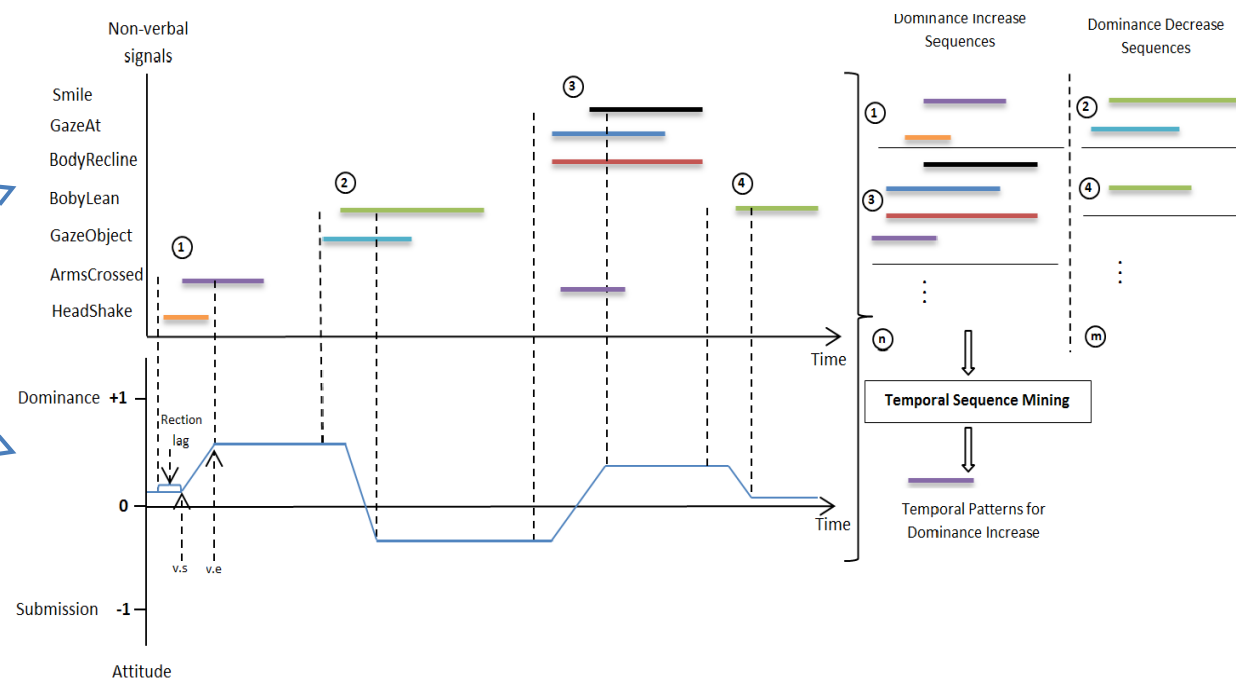 Non-verbal
signals
Smile
GazeAt
BodyRecline
BobyLean
GazeObject
ArmsCrossed
HeadShake
1
2
3
4
Time
Dominance +1
Rection
lag
0
Time
v.s
v.e
Submission -1
Attitude
Dominance Increase
Sequences
Dominance Decrease
Sequences
1
2
3
4
n
m
Temporal Sequence Mining
Temporal Patterns for
Dominance Increase